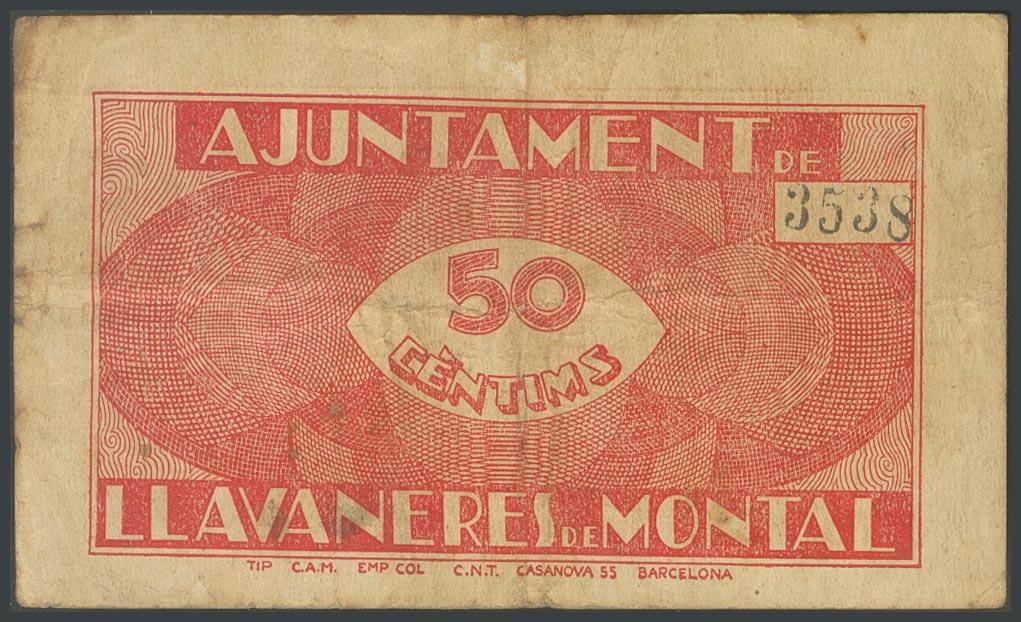 AJUNTAMENT DE
3538
50
CÈNTIMS
LLAVANERES DE MONTAL
TIP C.A.M. EMP COL C.N.T. CASANOVA 55 BARCELONA